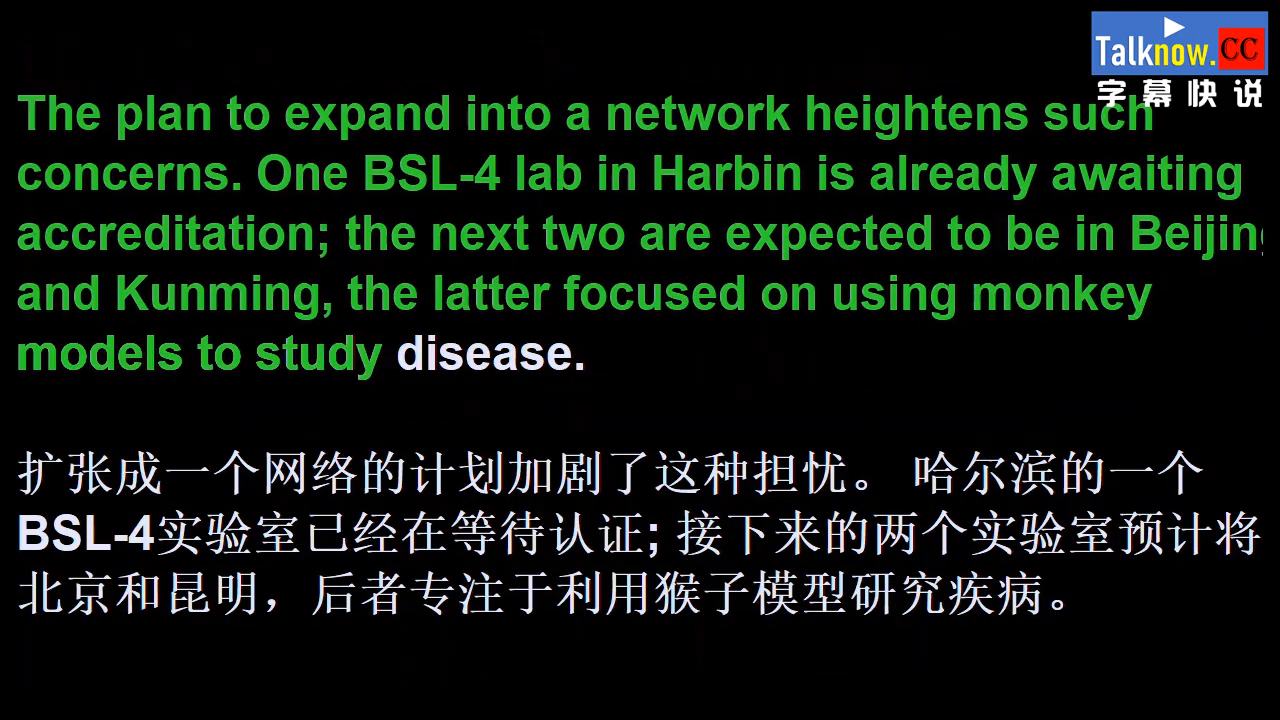 Talknow.CC
字幕快说
The plan to expand into a network heightens such
concerns. One BSL-4 lab in Harbin is already awaiting
accreditation; the next two are expected to be in Beijing
and Kunming, the latter focused on using monkey
models to study disease.
扩张成一个网络的计划加剧了这种担忧。 哈尔滨的一个
BSL-4实验室已经在等待认证; 接下来的两个实验室预计将
北京和昆明，后者专注于利用猴子模型研究疾病。